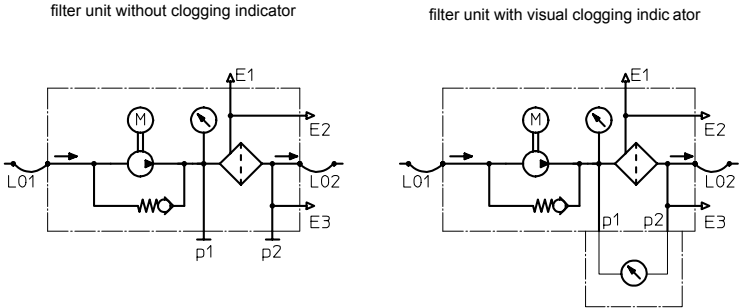 filter unit without clogging indicator
filter unit with visual clogging indic ator
E1
M
E2
L01
L02
E3
p1
p2
E1
M
E2
L01
L02
p1
p2
E3